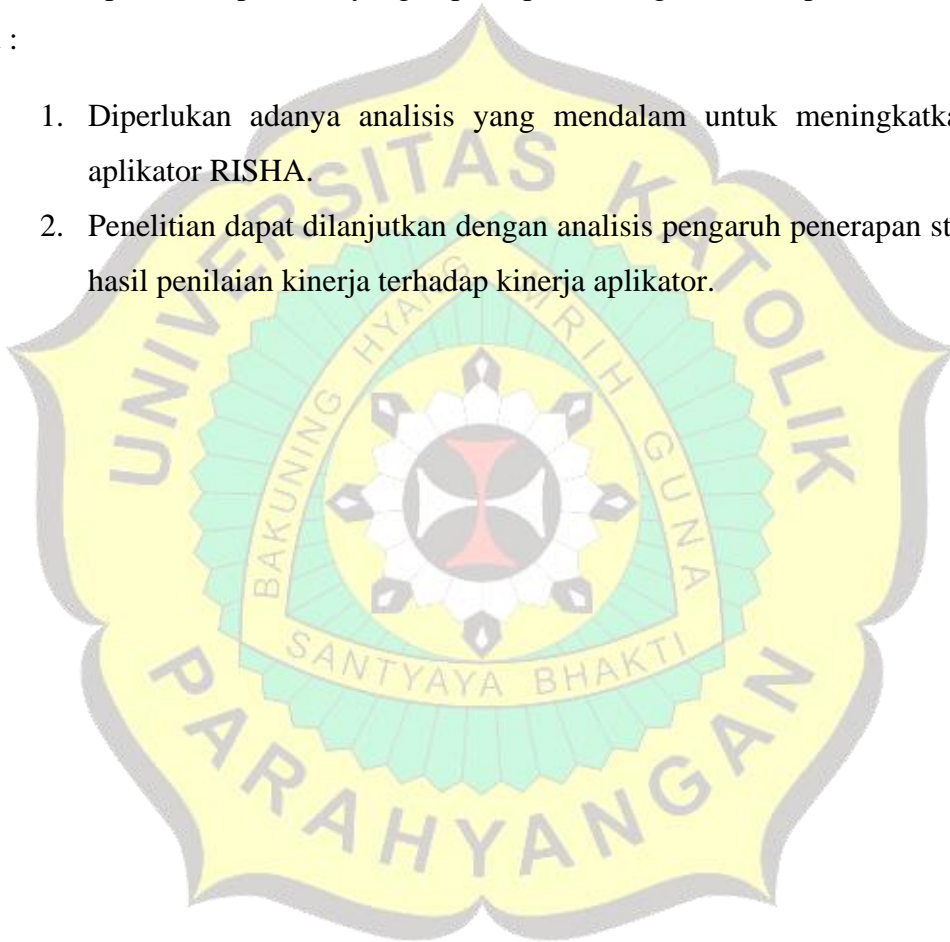 :
1. Diperlukan adanya analisis yang mendalam untuk meningkatka
aplikator RISHA.
2. Penelitian dapat dilanjutkan dengan analisis pengaruh penerapan st
hasil penilaian kinerja terhadap kinerja aplikator.
UNIVERSITAS KATOLIK
PARAHYANGAN
BAKUNING HYANG MRIH GUNA
SANTYAYA BHAKTI